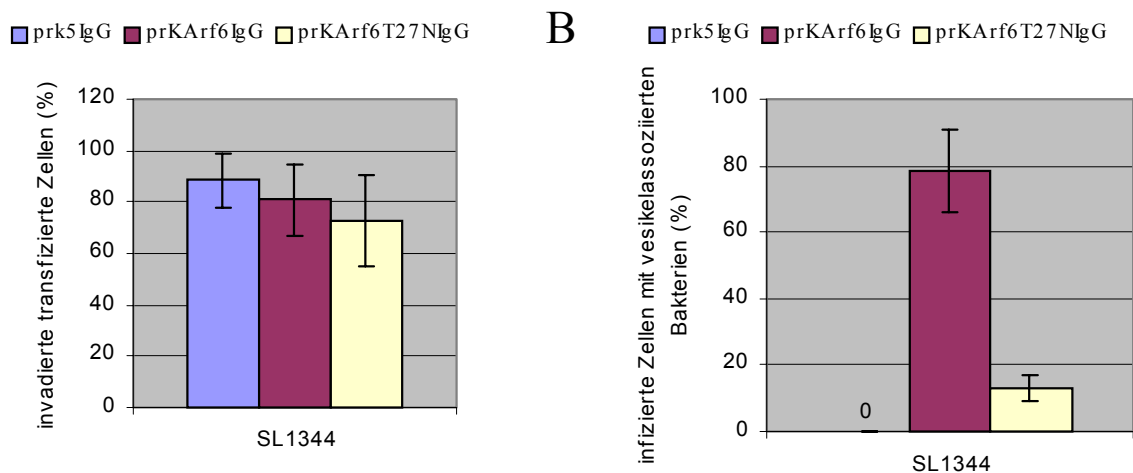 prk5IgG prKArf6IgG prKArf6T27NIgG
invadierte transfizierte Zellen (%)
120
100
80
60
40
20
0
SL1344
B
prk5IgG prKArf6IgG prKArf6T27NIgG
infizierte Zellen mit vesikelassoziierten
Bakterien (%)
100
80
60
40
20
0
0
SL1344